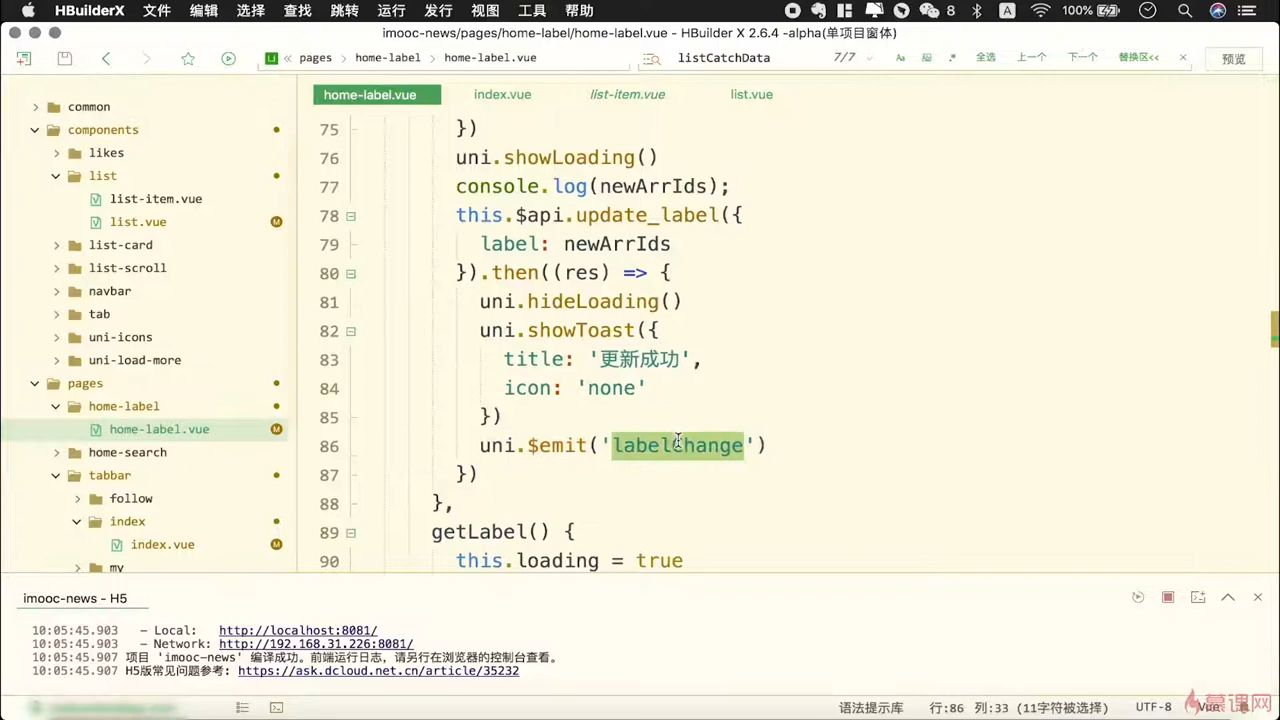 HBuilderX 文件 编辑 选择 查找 跳转 运行 发行 视图 工具 帮助 8 A 100%
imooc-news/pages/home-label/home-label.vue - HBuilder X 2.6.4 -alpha(单项目窗体)
« pages › home-label › home-label.vue listCatchData 7/7 Aa 全选 上一个 下一个 替换区<< 预览
common
components
likes
list
list-item.vue
list.vue M
list-card
list-scroll
navbar
tab
uni-icons
uni-load-more
pages
home-label
home-label.vue M
home-search
tabbar
follow
index
index.vue M
my
home-label.vue index.vue list-item.vue list.vue
75 })
76 uni.showLoading()
77 console.log(newArrIds);
78 this.$api.update_label({
79 label: newArrIds
80 }).then((res) => {
81 uni.hideLoading()
82 uni.showToast({
83 title: '更新成功',
84 icon: 'none'
85 })
86 uni.$emit('labelChange')
87 })
88 },
89 getLabel() {
90 this.loading = true
imooc-news - H5
10:05:45.903 - Local: http://localhost:8081/
10:05:45.903 - Network: http://192.168.31.226:8081/
10:05:45.907 项目 'imooc-news' 编译成功。前端运行日志，请另行在浏览器的控制台查看。
10:05:45.907 H5版常见问题参考: https://ask.dcloud.net.cn/article/35232
语法提示库 行:86 列:33 (11字符被选择) UTF-8 Vue
慕课网